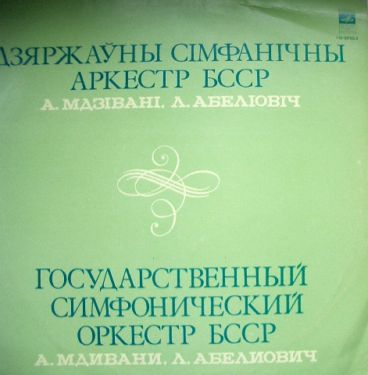 ДЗЯРЖАЎНЫ СІМФАНІЧНЫ
АРКЕСТР БССР
А. МДЗІВАНІ. Л. АБЕЛІОВІЧ
ГОСУДАРСТВЕННЫЙ
СИМФОНИЧЕСКИЙ
ОРКЕСТР БССР
А. МДИВАНИ. Л. АБЕЛИОВИЧ